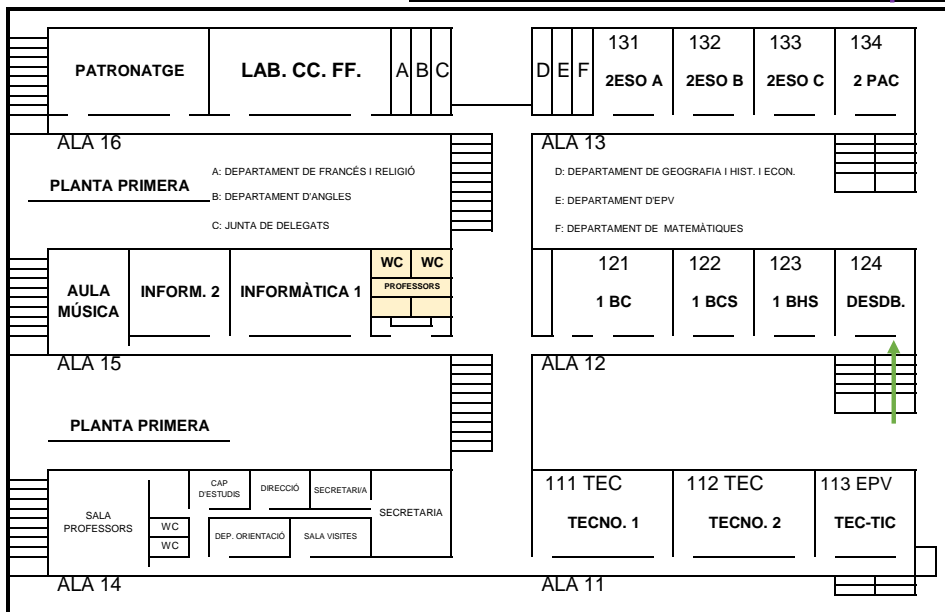 131 132 133 134
PATRONATGE LAB. CC. FF. A B C D E F 2ESO A 2ESO B 2ESO C 2 PAC
ALA 16 ALA 13
PLANTA PRIMERA
A: DEPARTAMENT DE FRANCÉS I RELIGIÓ
B: DEPARTAMENT D'ANGLES
C: JUNTA DE DELEGATS
D: DEPARTAMENT DE GEOGRAFIA I HIST. I ECON.
E: DEPARTAMENT D'EPV
F: DEPARTAMENT DE MATEMÀTIQUES
WC WC
PROFESSORS
AULA
MÚSICA
INFORM. 2 INFORMÀTICA 1
121 122 123 124
1 BC 1 BCS 1 BHS DESDB.
ALA 15 ALA 12
PLANTA PRIMERA
SALA
PROFESSORS
WC
WC
CAP
D'ESTUDIS
DIRECCIÓ SECRETARI/A
SECRETARIA
DEP. ORIENTACIÓ SALA VISITES
111 TEC 112 TEC 113 EPV
TECNO. 1 TECNO. 2 TEC-TIC
ALA 14 ALA 11